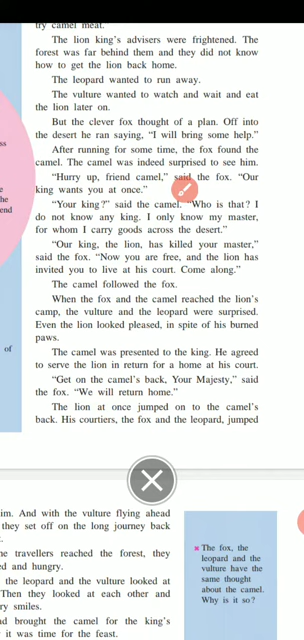 try camel meat.
The lion king's advisers were frightened. The
forest was far behind them and they did not know
how to get the lion back home.
The leopard wanted to run away.
The vulture wanted to watch and wait and eat
the lion later on.
But the clever fox thought of a plan. Off into
the desert he ran saying, "I will bring some help."
After running for some time, the fox found the
camel. The camel was indeed surprised to see him.
"Hurry up, friend camel," said the fox. "Our
king wants you at once."
"Your king?" said the camel. "Who is that? I
do not know any king. I only know my master,
for whom I carry goods across the desert."
"Our king, the lion, has killed your master,"
said the fox. "Now you are free, and the lion has
invited you to live at his court. Come along."
The camel followed the fox.
When the fox and the camel reached the lion's
camp, the vulture and the leopard were surprised.
Even the lion looked pleased, in spite of his burned
paws.
The camel was presented to the king. He agreed
to serve the lion in return for a home at his court.
"Get on the camel's back, Your Majesty," said
the fox. "We will return home."
The lion at once jumped on to the camel's
back. His courtiers, the fox and the leopard, jumped
of
end
him. And with the vulture flying ahead
they set off on the long journey back
the travellers reached the forest, they
and hungry.
the leopard and the vulture looked at
Then they looked at each other and
smiles.
brought the camel for the king's
it was time for the feast.
The fox, the
leopard and the
vulture have the
same thought
about the camel.
Why is it so?